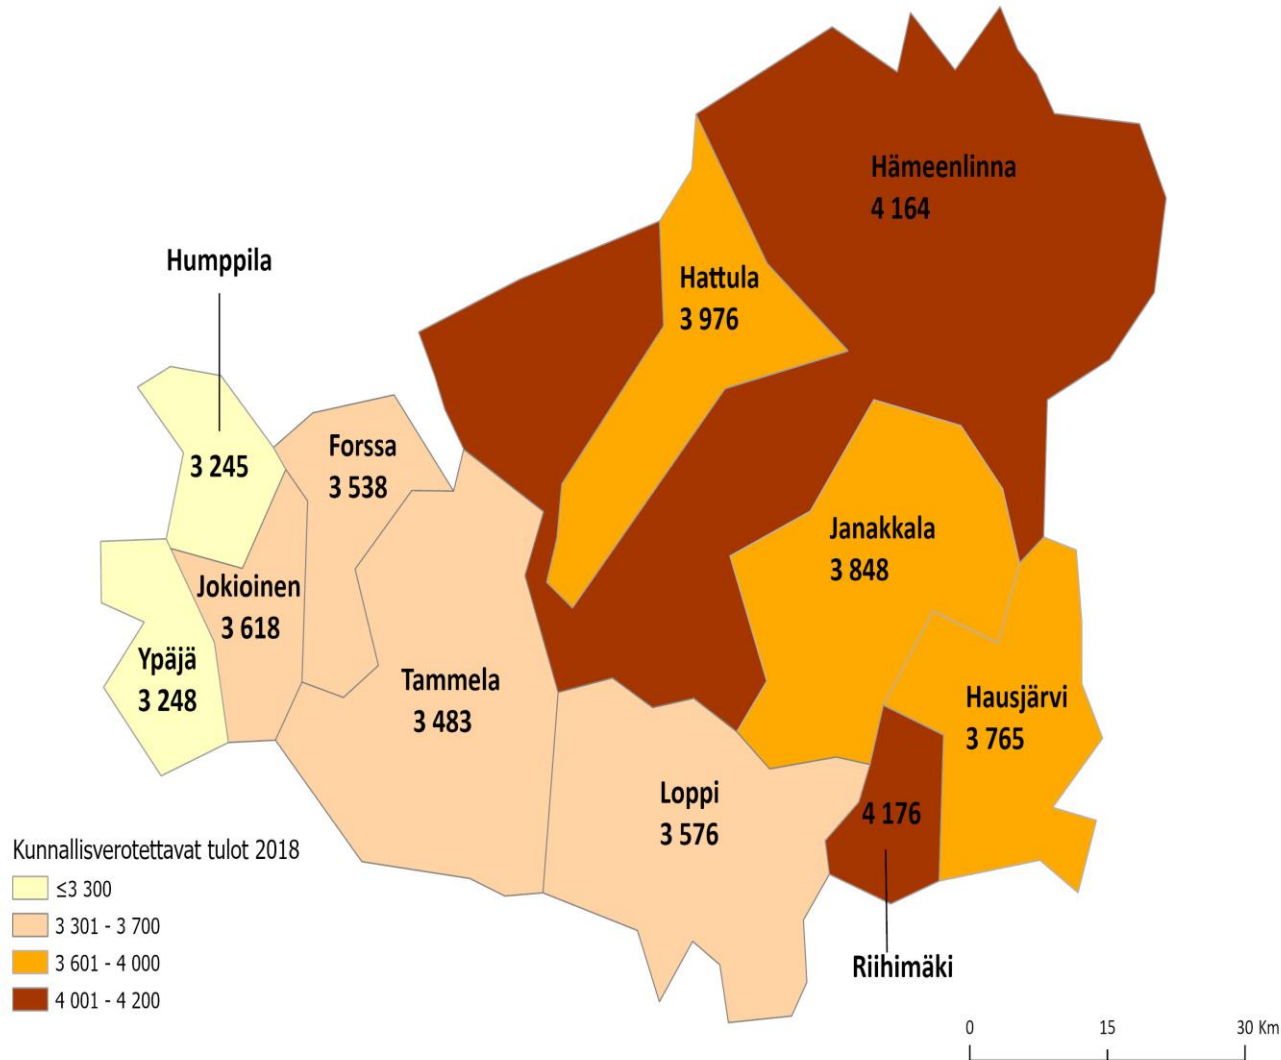 Hämeenlinna
4 164
Humppila
Hattula
3 976
Forssa
3 538
3 245
Janakkala
3 848
Jokioinen
3 618
Ypäjä
3 248
Tammela
3 483
Hausjärvi
3 765
Loppi
3 576
4 176
Riihimäki
Kunnallisverotettavat tulot 2018
≤3 300
3 301 - 3 700
3 601 - 4 000
4 001 - 4 200
0 15 30 Km